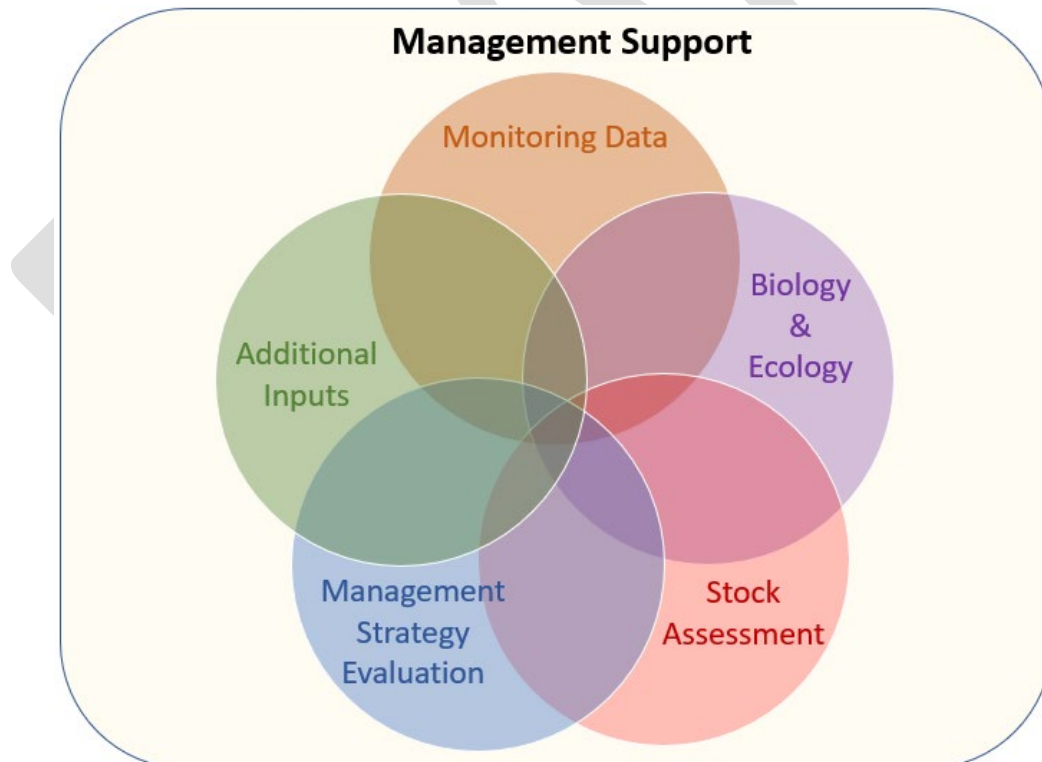 Management Support
Monitoring Data
Biology
&
Ecology
Additional
Inputs
Management
Strategy
Evaluation
Stock
Assessment